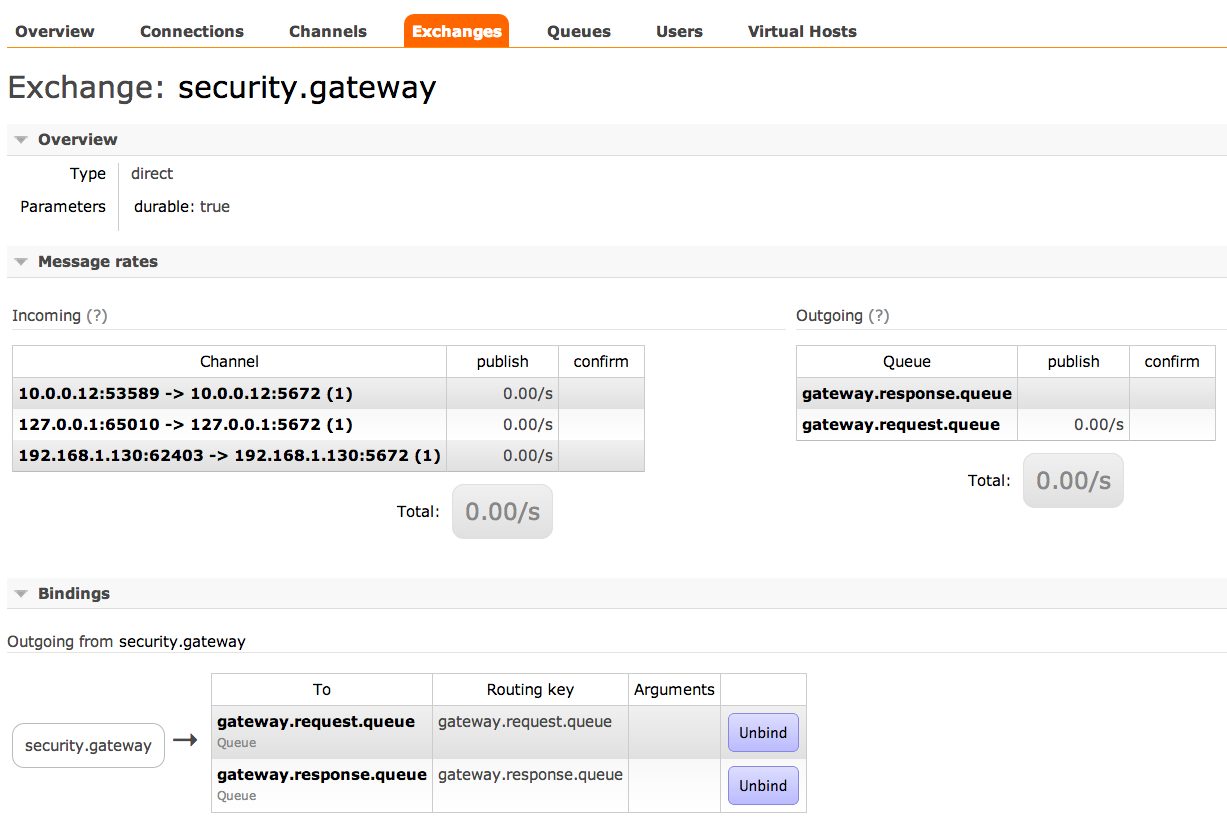 Overview Connections Channels Exchanges Queues Users Virtual Hosts
Exchange: security.gateway
Overview
Type direct
Parameters durable: true
Message rates
Incoming (?)
Channel publish confirm
10.0.0.12:53589 -> 10.0.0.12:5672 (1) 0.00/s
127.0.0.1:65010 -> 127.0.0.1:5672 (1) 0.00/s
192.168.1.130:62403 -> 192.168.1.130:5672 (1) 0.00/s
Total: 0.00/s
Outgoing (?)
Queue publish confirm
gateway.response.queue
gateway.request.queue 0.00/s
Total: 0.00/s
Bindings
Outgoing from security.gateway
security.gateway
To Routing key Arguments
gateway.request.queue gateway.request.queue Unbind
Queue
gateway.response.queue gateway.response.queue Unbind
Queue